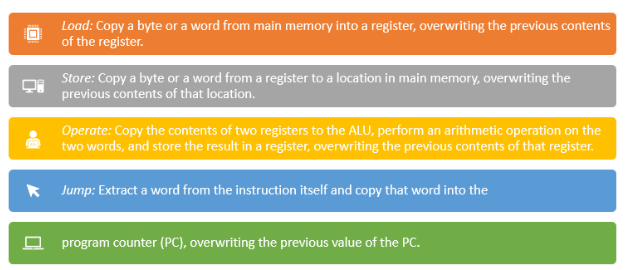 Load: Copy a byte or a word from main memory into a register, overwriting the previous contents
of the register.
Store: Copy a byte or a word from a register to a location in main memory, overwriting the
previous contents of that location.
Operate: Copy the contents of two registers to the ALU, perform an arithmetic operation on the
two words, and store the result in a register, overwriting the previous contents of that register.
Jump: Extract a word from the instruction itself and copy that word into the
program counter (PC), overwriting the previous value of the PC.